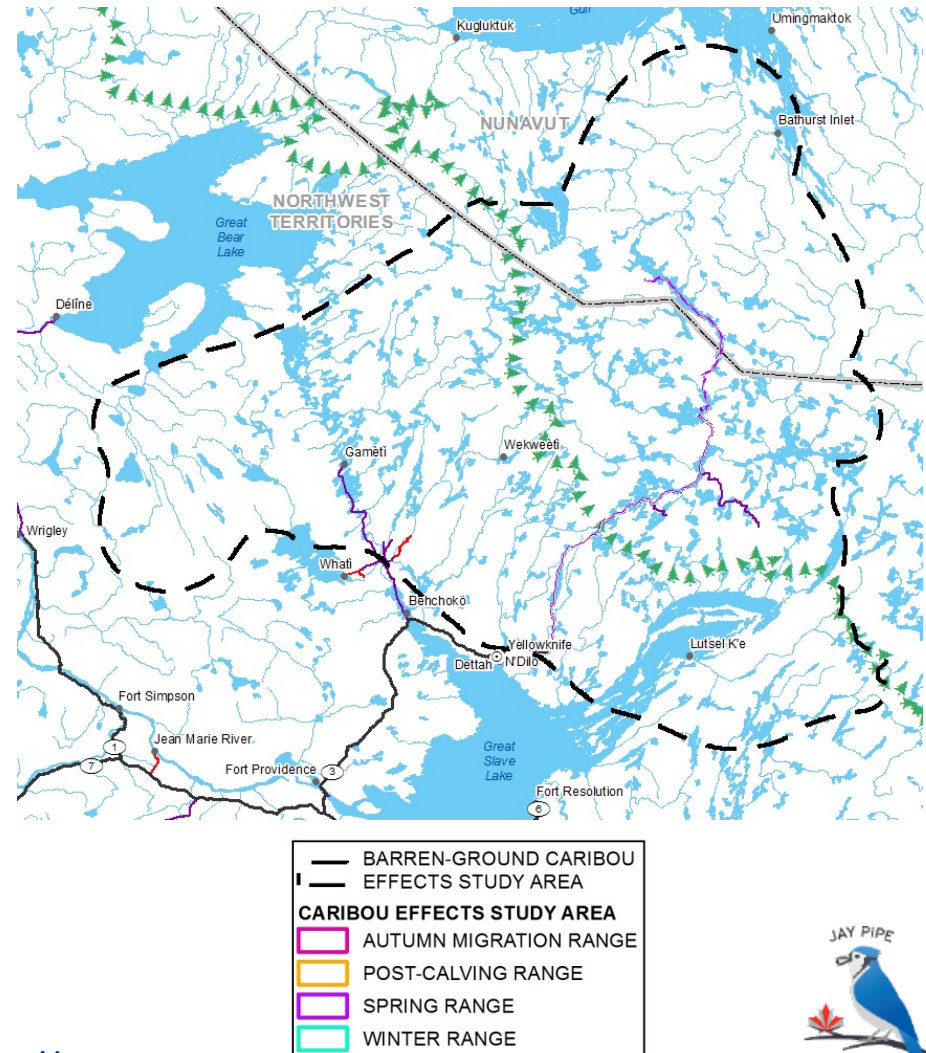 Kugluktuk
Gulf
Umingmaktok
Bathurst Inlet
NUNAVUT
NORTHWEST
TERRITORIES
Great
Bear
Lake
Délįne
Gamètì
Wekweètì
Wrigley
Whatì
Behchokǫ̀
Yellowknife
Dettah
N'Dilo
Lutsel K'e
Fort Simpson
Jean Marie River
1
7
Fort Providence
3
Great
Slave
Lake
Fort Resolution
6
BARREN-GROUND CARIBOU
EFFECTS STUDY AREA
CARIBOU EFFECTS STUDY AREA
AUTUMN MIGRATION RANGE
POST-CALVING RANGE
SPRING RANGE
WINTER RANGE
JAY PIPE